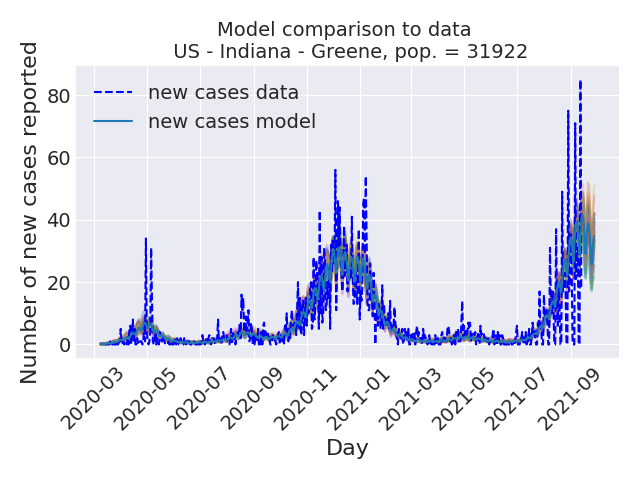 Model comparison to data
US - Indiana - Greene, pop. = 31922
Number of new cases reported
80
60
40
20
0
new cases data
new cases model
2020-03
2020-05
2020-07
2020-09
2020-11
2021-01
2021-03
2021-05
2021-07
2021-09
Day